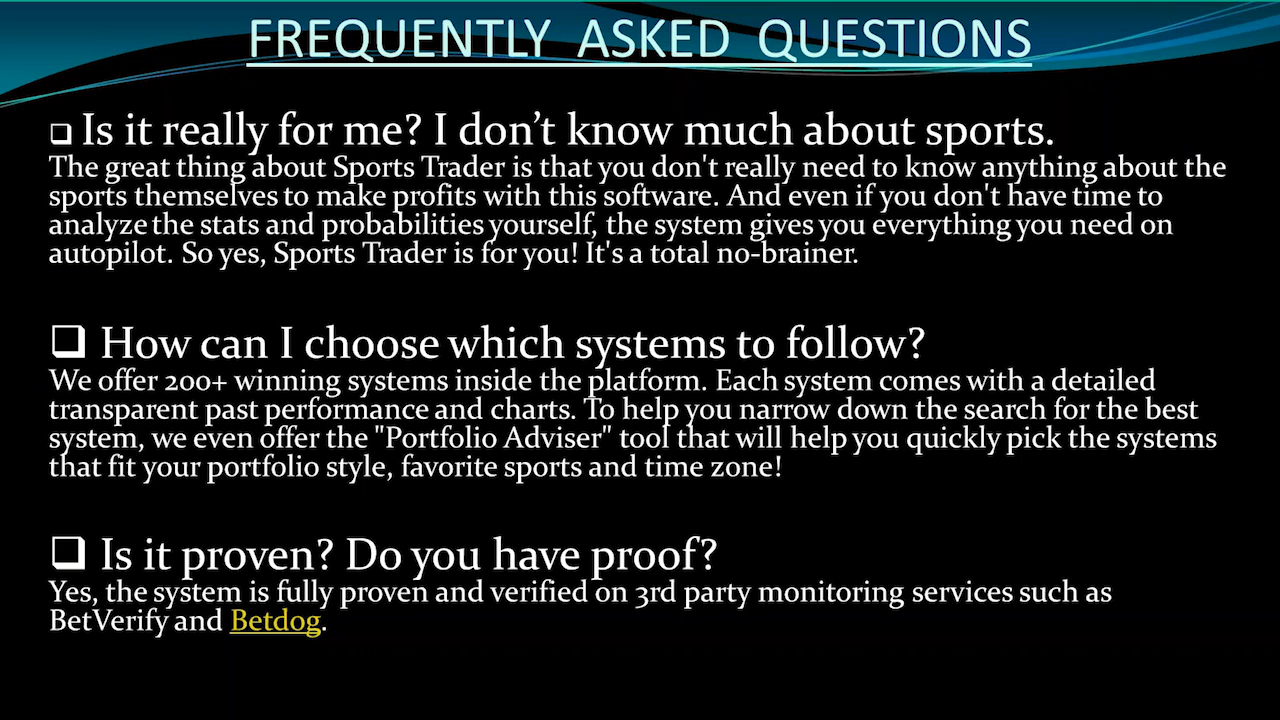 FREQUENTLY ASKED QUESTIONS
❑ Is it really for me? I don’t know much about sports.
The great thing about Sports Trader is that you don't really need to know anything about the
sports themselves to make profits with this software. And even if you don't have time to
analyze the stats and probabilities yourself, the system gives you everything you need on
autopilot. So yes, Sports Trader is for you! It's a total no-brainer.
❑ How can I choose which systems to follow?
We offer 200+ winning systems inside the platform. Each system comes with a detailed
transparent past performance and charts. To help you narrow down the search for the best
system, we even offer the "Portfolio Adviser" tool that will help you quickly pick the systems
that fit your portfolio style, favorite sports and time zone!
❑ Is it proven? Do you have proof?
Yes, the system is fully proven and verified on 3rd party monitoring services such as
BetVerify and Betdog.